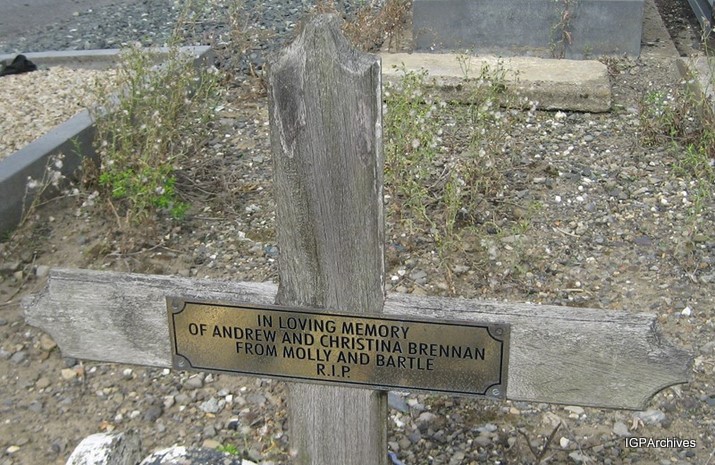 IN LOVING MEMORY
OF ANDREW AND CHRISTINA BRENNAN
FROM MOLLY AND BARTLE
R.I.P.
IGPArchives